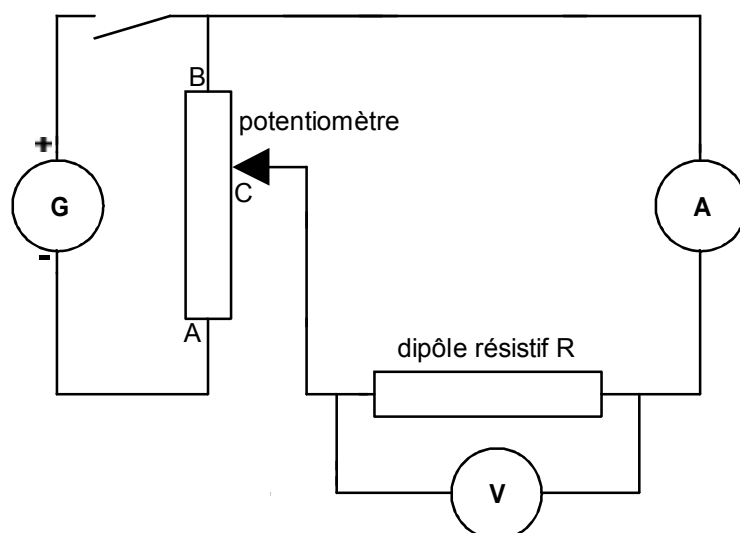 B
potentiomètre
+
C
G
A
-
A
dipôle résistif R
V